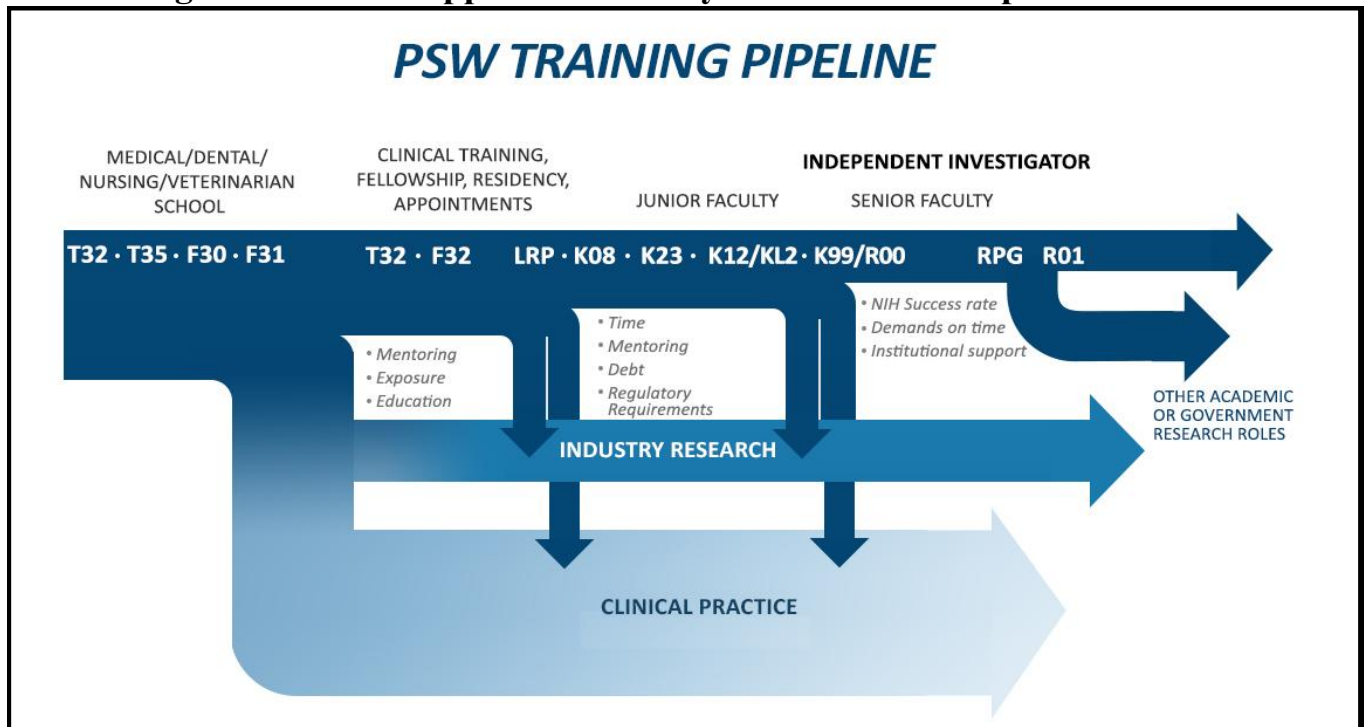 PSW TRAINING PIPELINE
MEDICAL/DENTAL/
NURSING/VETERINARIAN
SCHOOL
CLINICAL TRAINING,
FELLOWSHIP, RESIDENCY,
APPOINTMENTS
JUNIOR FACULTY
INDEPENDENT INVESTIGATOR
SENIOR FACULTY
T32 · T35 · F30 · F31
T32 · F32
LRP · K08 · K23 · K12/KL2 · K99/R00
RPG R01
• Mentoring
• Exposure
• Education
• Time
• Mentoring
• Debt
• Regulatory
Requirements
• NIH Success rate
• Demands on time
• Institutional support
OTHER ACADEMIC
OR GOVERNMENT
RESEARCH ROLES
INDUSTRY RESEARCH
CLINICAL PRACTICE